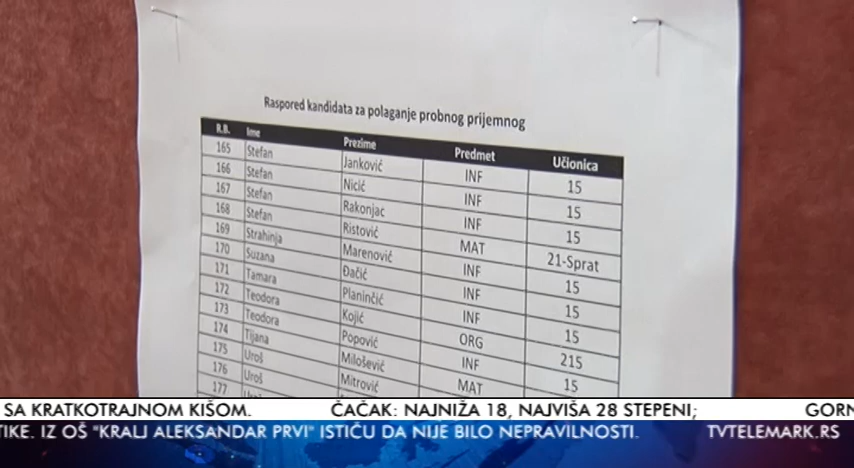 Raspored kandidata za polaganje probnog prijemnog
R.B. Ime Prezime Predmet Učionica
165 Stefan Janković INF 15
166 Stefan Nicić INF 15
167 Stefan Rakonjac INF 15
168 Stefan Ristović MAT 21-Sprat
169 Strahinja Marenović INF 15
170 Suzana Đačić INF 15
171 Tamara Planinčić INF 15
172 Teodora Kojić ORG 215
173 Teodora Popović INF 15
174 Tijana Milošević MAT
175 Uroš Mitrović
176 Uroš
177
SA KRATKOTRAJNOM KIŠOM. ČAČAK: NAJNIŽA 18, NAJVIŠA 28 STEPENI; GORN
TIKE. IZ OŠ "KRALJ ALEKSANDAR PRVI" ISTIČU DA NIJE BILO NEPRAVILNOSTI. TVTELEMARK.RS